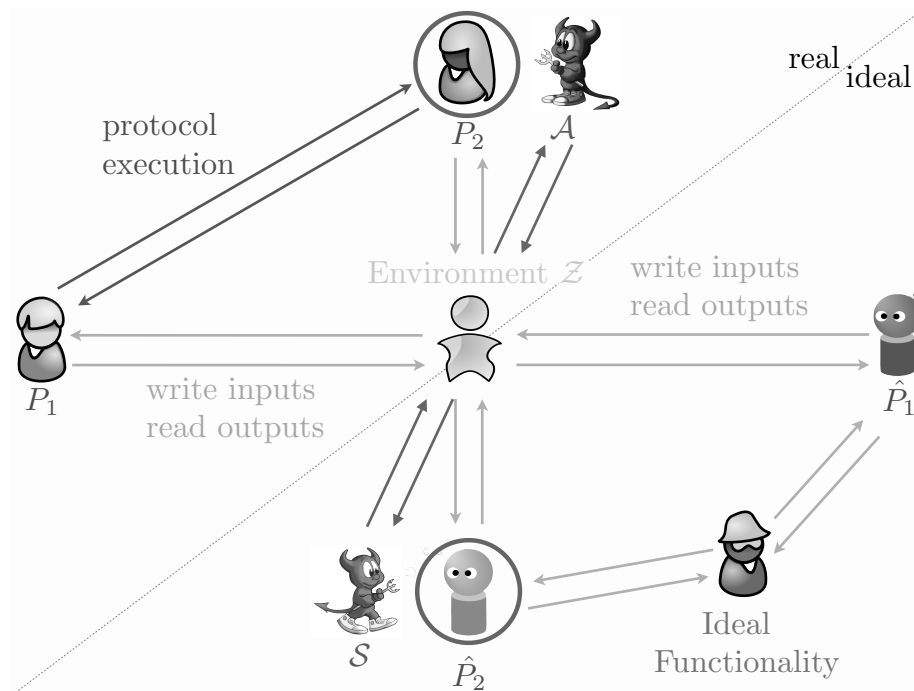 real
ideal
P₂
𝒜
protocol
execution
Environment 𝒵
write inputs
read outputs
P₁
write inputs
read outputs
P̂₁
𝒮
P̂₂
Ideal
Functionality